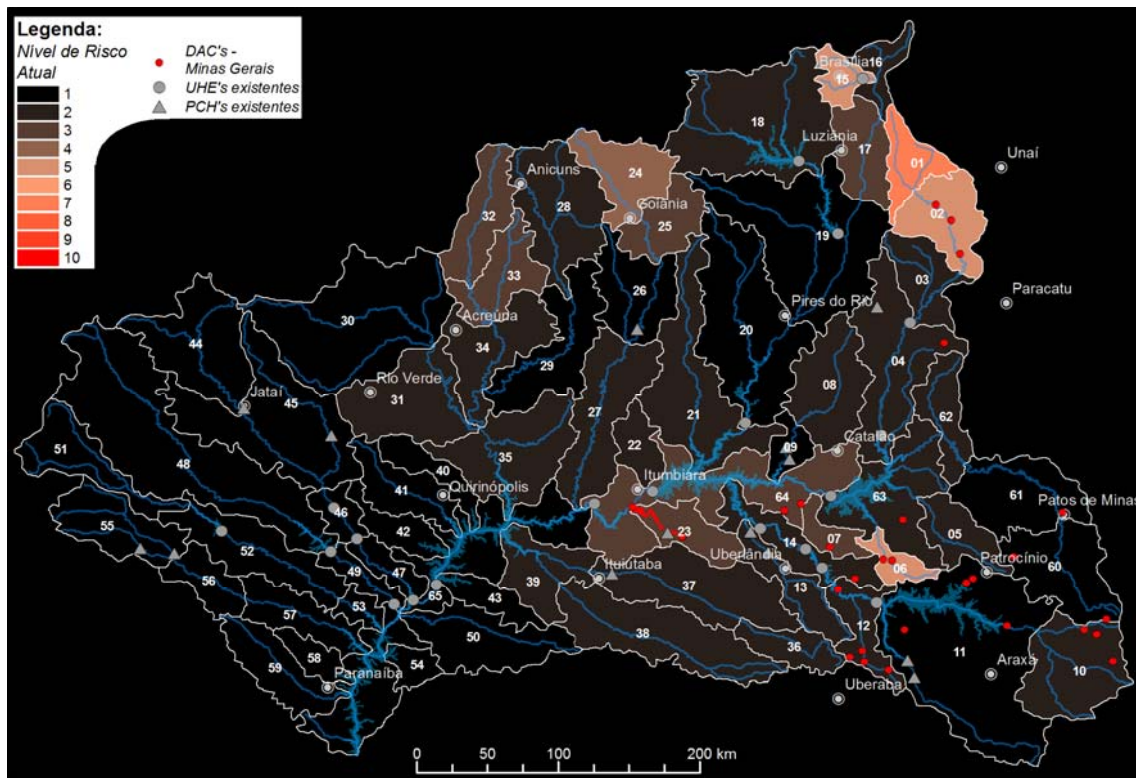 Legenda:
Nivel de Risco
Atual
1
2
3
4
5
6
7
8
9
10
DAC's -
Minas Gerais
UHE's existentes
PCH's existentes
16
Brasília
15
18
Luziânia
17
01
Unaí
Anicuns
24
02
28
32
Goiânia
25
19
33
03
26
Paracatu
Pires do Rio
30
Acreúna
20
44
34
04
29
Rio Verde
08
Jataí
31
27
21
45
62
22
09
Catalão
51
35
40
48
Itumbiara
Quirinópolis
41
64
63
61
Patos de Minas
46
42
23
07
14
05
55
52
Uberlândia
Patrocínio
49
Ituiutaba
06
60
56
47
39
37
13
65
43
53
57
12
50
38
36
11
58
54
10
59
Paranaíba
Araxá
Uberaba
0 50 100 150 200 km